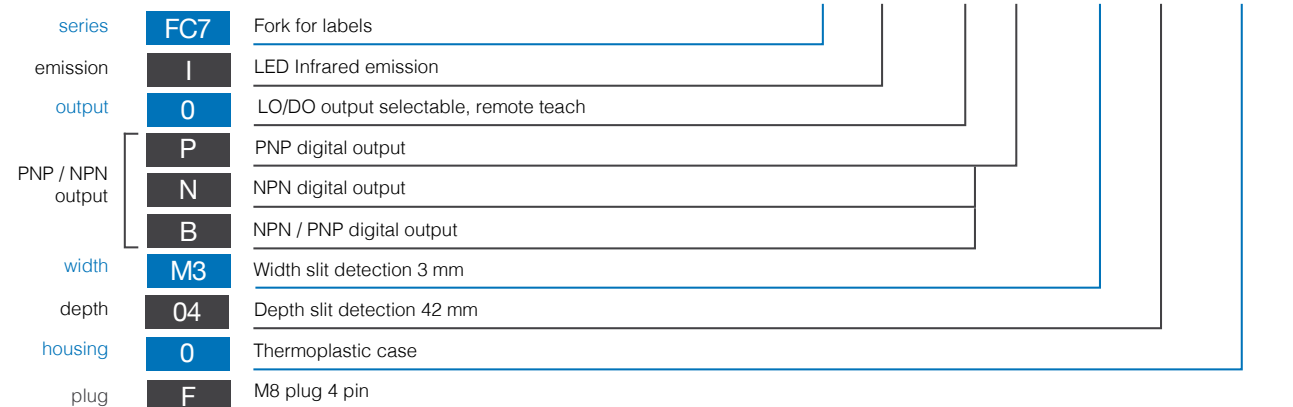 series FC7 Fork for labels
emission I LED Infrared emission
output 0 LO/DO output selectable, remote teach
P PNP digital output
PNP / NPN
output
N NPN digital output
B NPN / PNP digital output
width M3 Width slit detection 3 mm
depth 04 Depth slit detection 42 mm
housing 0 Thermoplastic case
plug F M8 plug 4 pin